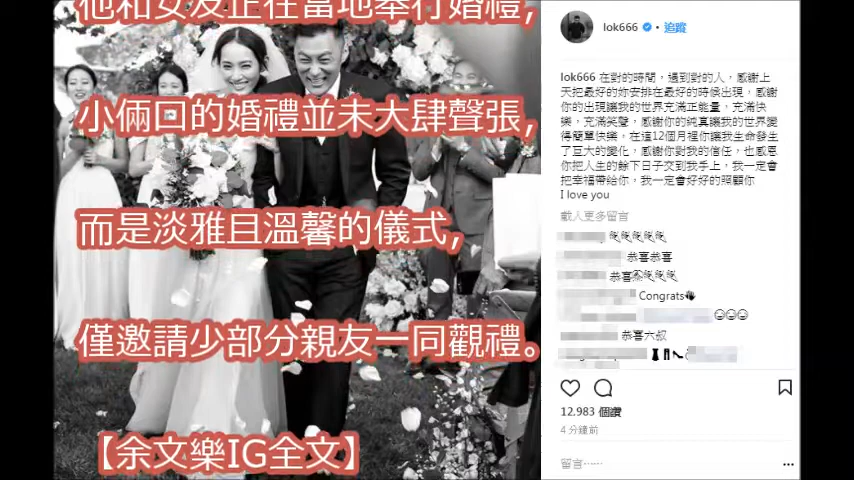 他和女友正在當地舉行婚禮，
小倆口的婚禮並未大肆聲張，
而是淡雅且溫馨的儀式，
僅邀請少部分親友一同觀禮。
【余文樂IG全文】
lok666 • 追蹤
lok666 在對的時間，遇到對的人，感謝上
天把最好的妳安排在最好的時候出現，感謝
你的出現讓我的世界充滿正能量，充滿快
樂，充滿笑聲，感謝你的純真讓我的世界變
得簡單快樂，在這12個月裡你讓我生命發生
了巨大的變化，感謝你對我的信任，也感恩
你把人生的餘下日子交到我手上，我一定會
把幸福帶給你，我一定會好好的照顧你
I love you
載入更多留言
恭喜恭喜
恭喜
Congrats
恭喜六叔
12,983 個讚
4 分鐘前
留言……